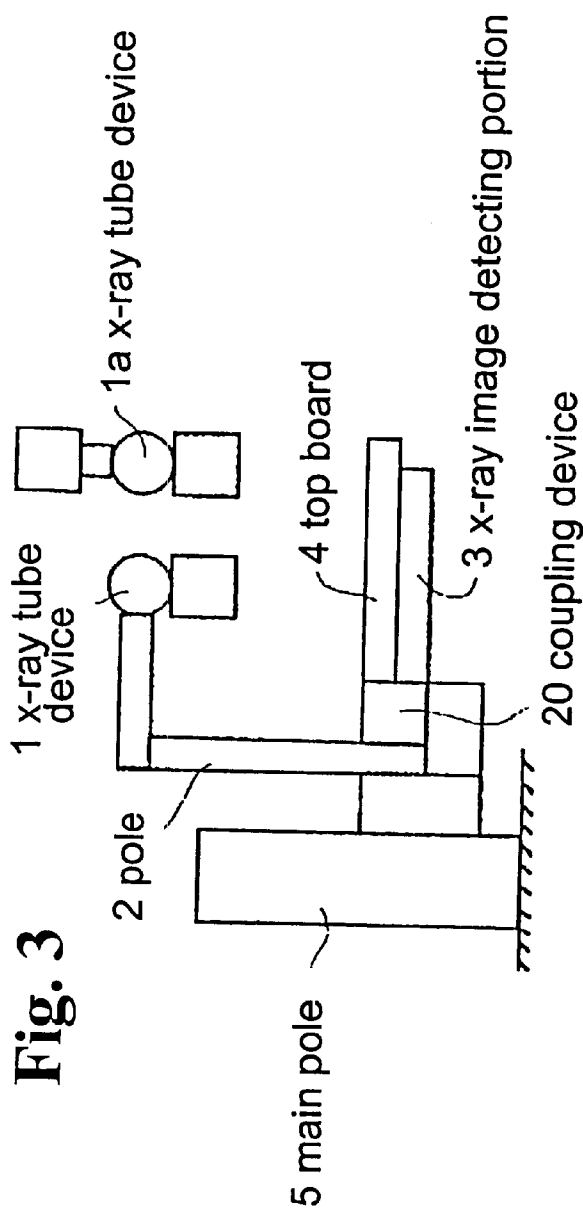 Fig. 3
1 x-ray tube
device
1a x-ray tube device
2 pole
4 top board
3 x-ray image detecting portion
20 coupling device
5 main pole